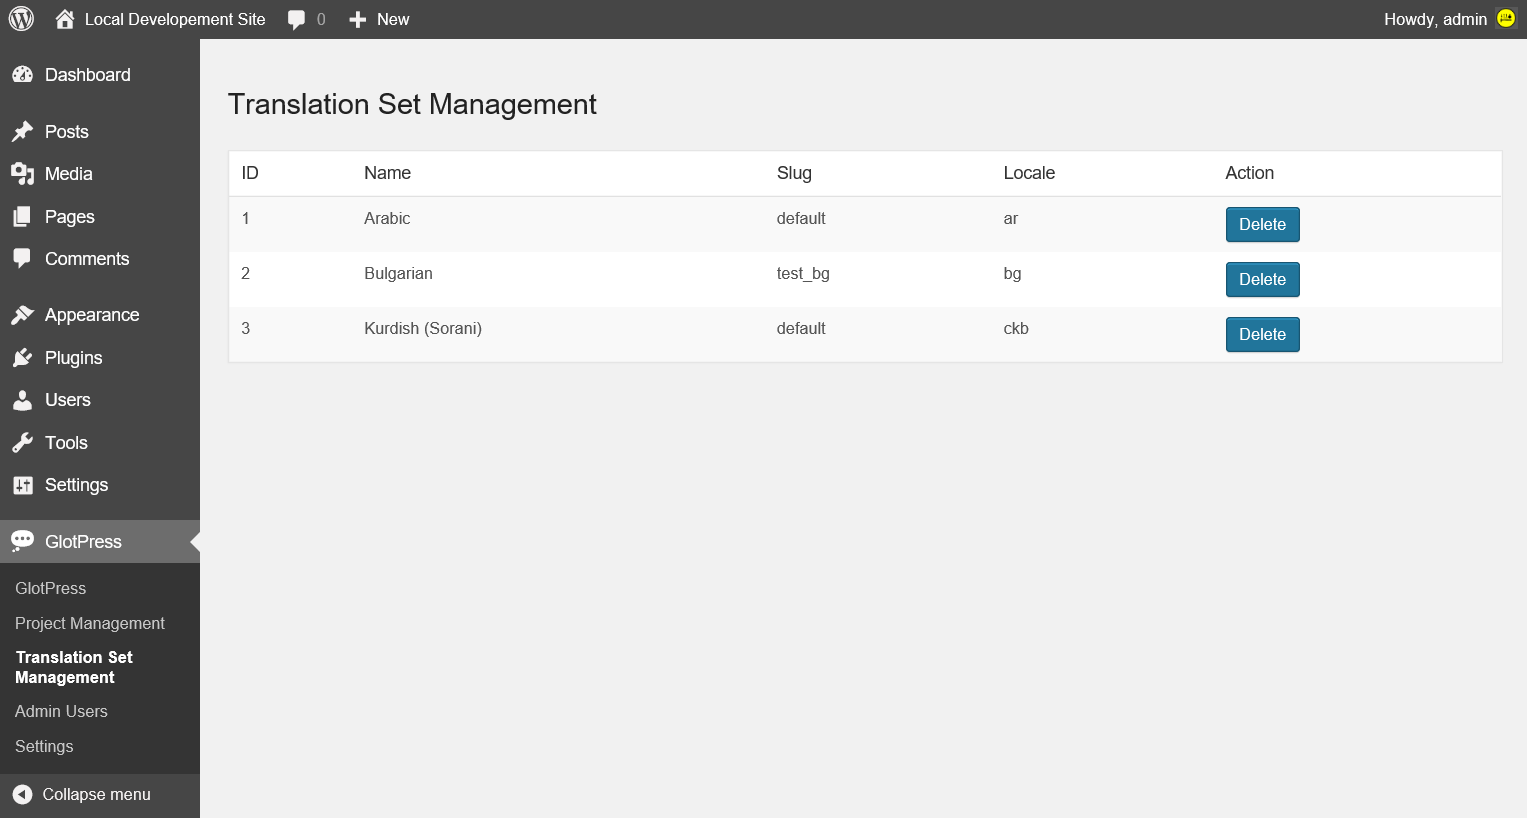 Local Developement Site 0 New Howdy, admin
Dashboard
Posts
Media
Pages
Comments
Appearance
Plugins
Users
Tools
Settings
GlotPress
GlotPress
Project Management
Translation Set
Management
Admin Users
Settings
Collapse menu
Translation Set Management
ID Name Slug Locale Action
1 Arabic default ar Delete
2 Bulgarian test_bg bg Delete
3 Kurdish (Sorani) default ckb Delete